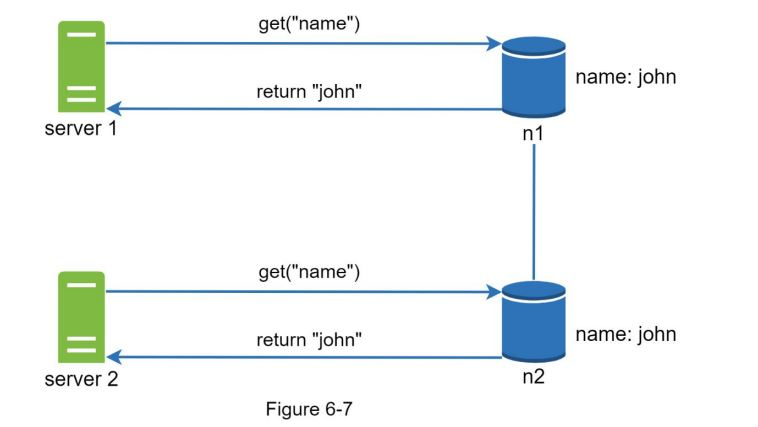 get("name")
return "john"
name: john
server 1
n1
get("name")
return "john"
name: john
server 2
n2
Figure 6-7